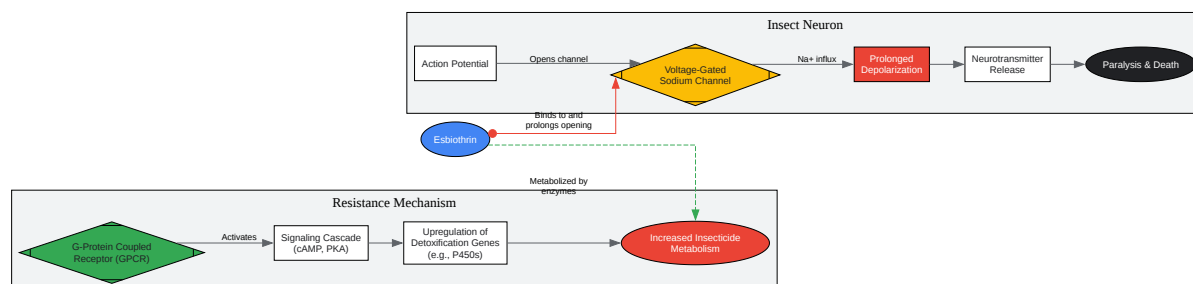 Insect Neuron
Action Potential
Opens channel
Voltage-Gated
Sodium Channel
Na+ influx
Prolonged
Depolarization
Neurotransmitter
Release
Paralysis & Death
Binds to and
prolongs opening
Esbiothrin
Metabolized by
enzymes
Resistance Mechanism
G-Protein Coupled
Receptor (GPCR)
Activates
Signaling Cascade
(cAMP, PKA)
Upregulation of
Detoxification Genes
(e.g., P450s)
Increased Insecticide
Metabolism